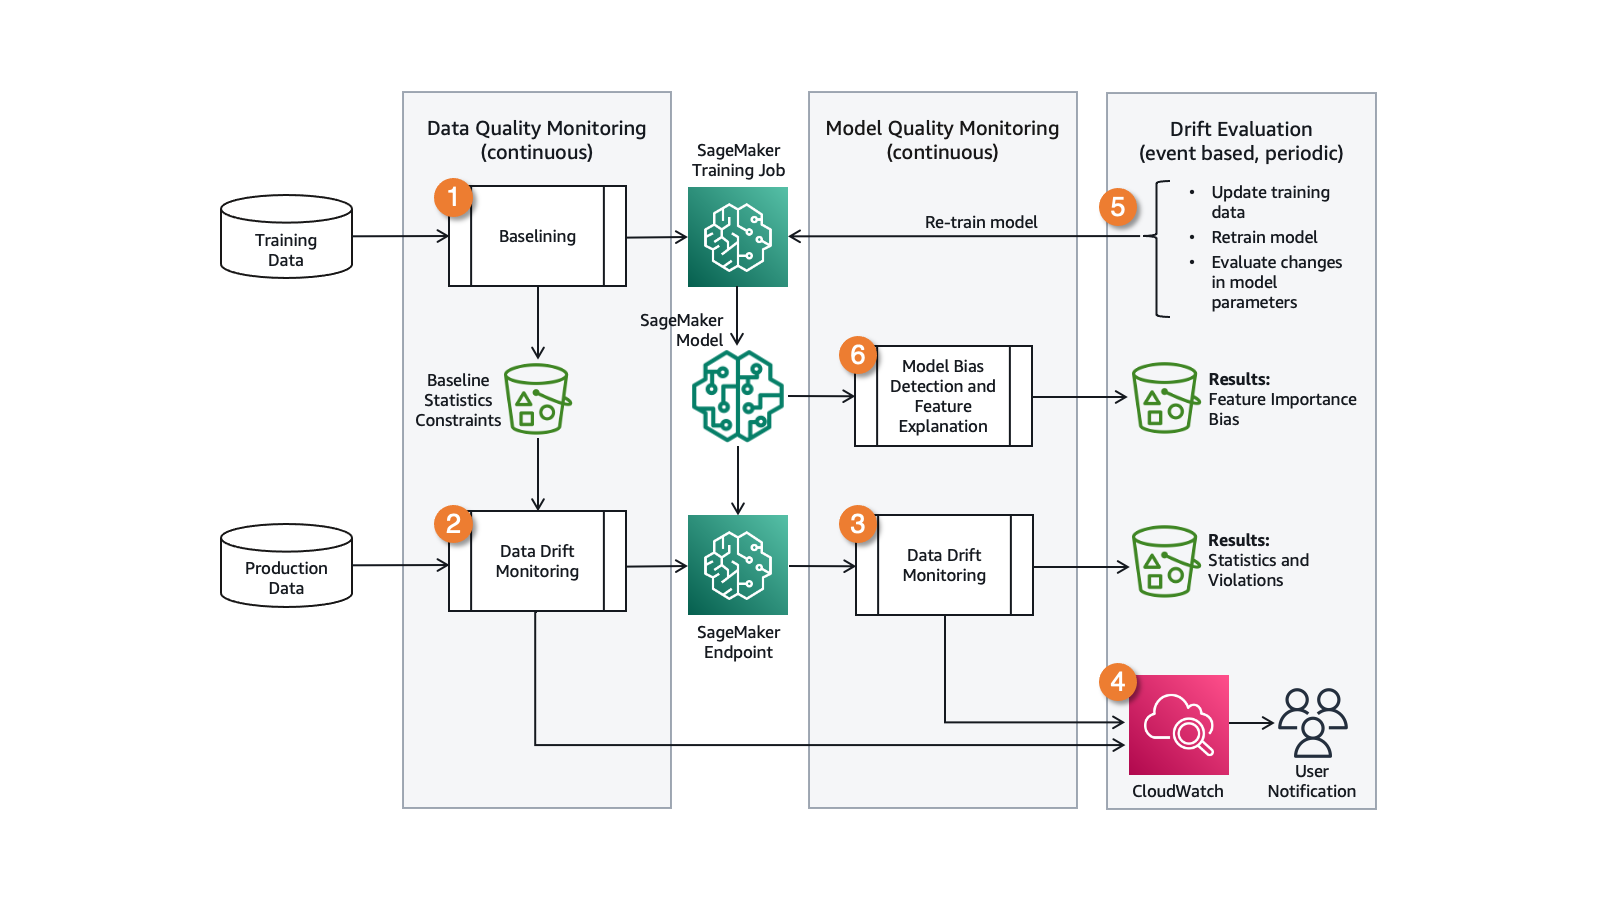 Data Quality Monitoring
(continuous)
SageMaker
Training Job
Model Quality Monitoring
(continuous)
Drift Evaluation
(event based, periodic)
1
Training
Data
Baselining
Re-train model
5
• Update training
data
• Retrain model
• Evaluate changes
in model
parameters
SageMaker
Model
Baseline
Statistics
Constraints
6
Model Bias
Detection and
Feature
Explanation
Results:
Feature Importance
Bias
2
Production
Data
Data Drift
Monitoring
SageMaker
Endpoint
3
Data Drift
Monitoring
Results:
Statistics and
Violations
4
CloudWatch
User
Notification